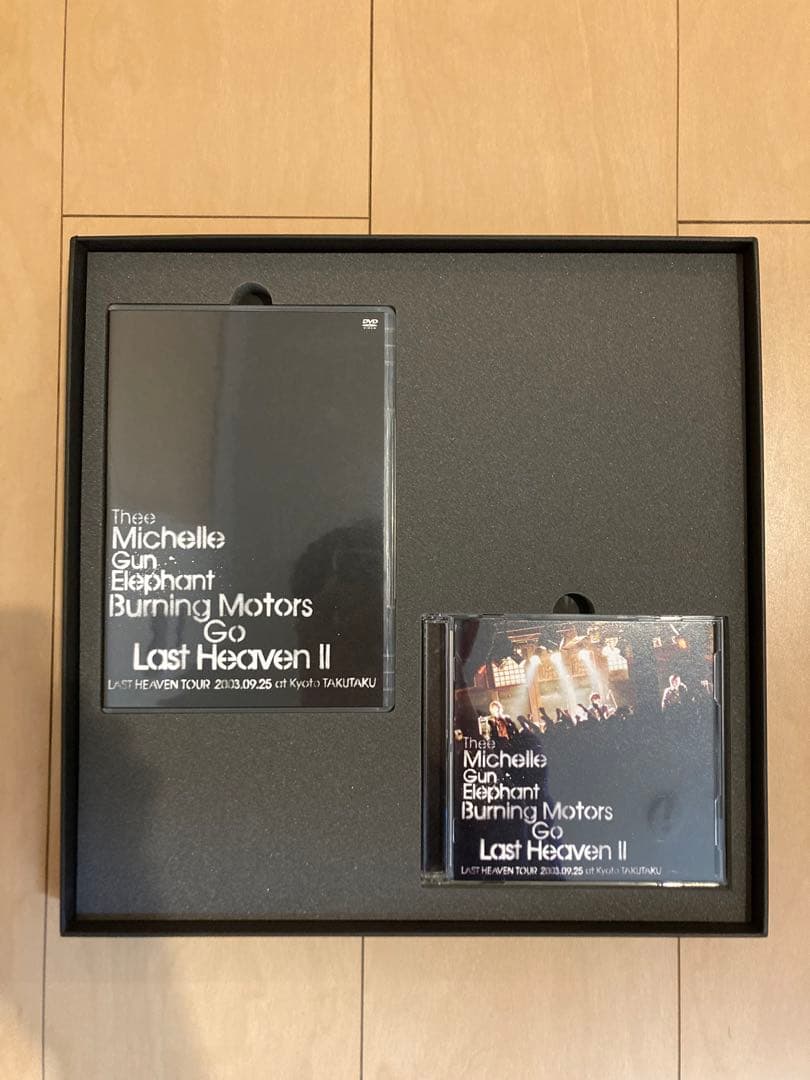 DVD
VIDEO
Thee
Michelle
Gun
Elephant
Burning Motors
Go
Last Heaven II
LAST HEAVEN TOUR 2003.09.25 at Kyoto TAKUTAKU
Thee
Michelle
Gun
Elephant
Burning Motors
Go
Last Heaven II
LAST HEAVEN TOUR 2003.09.25 at Kyoto TAKUTAKU